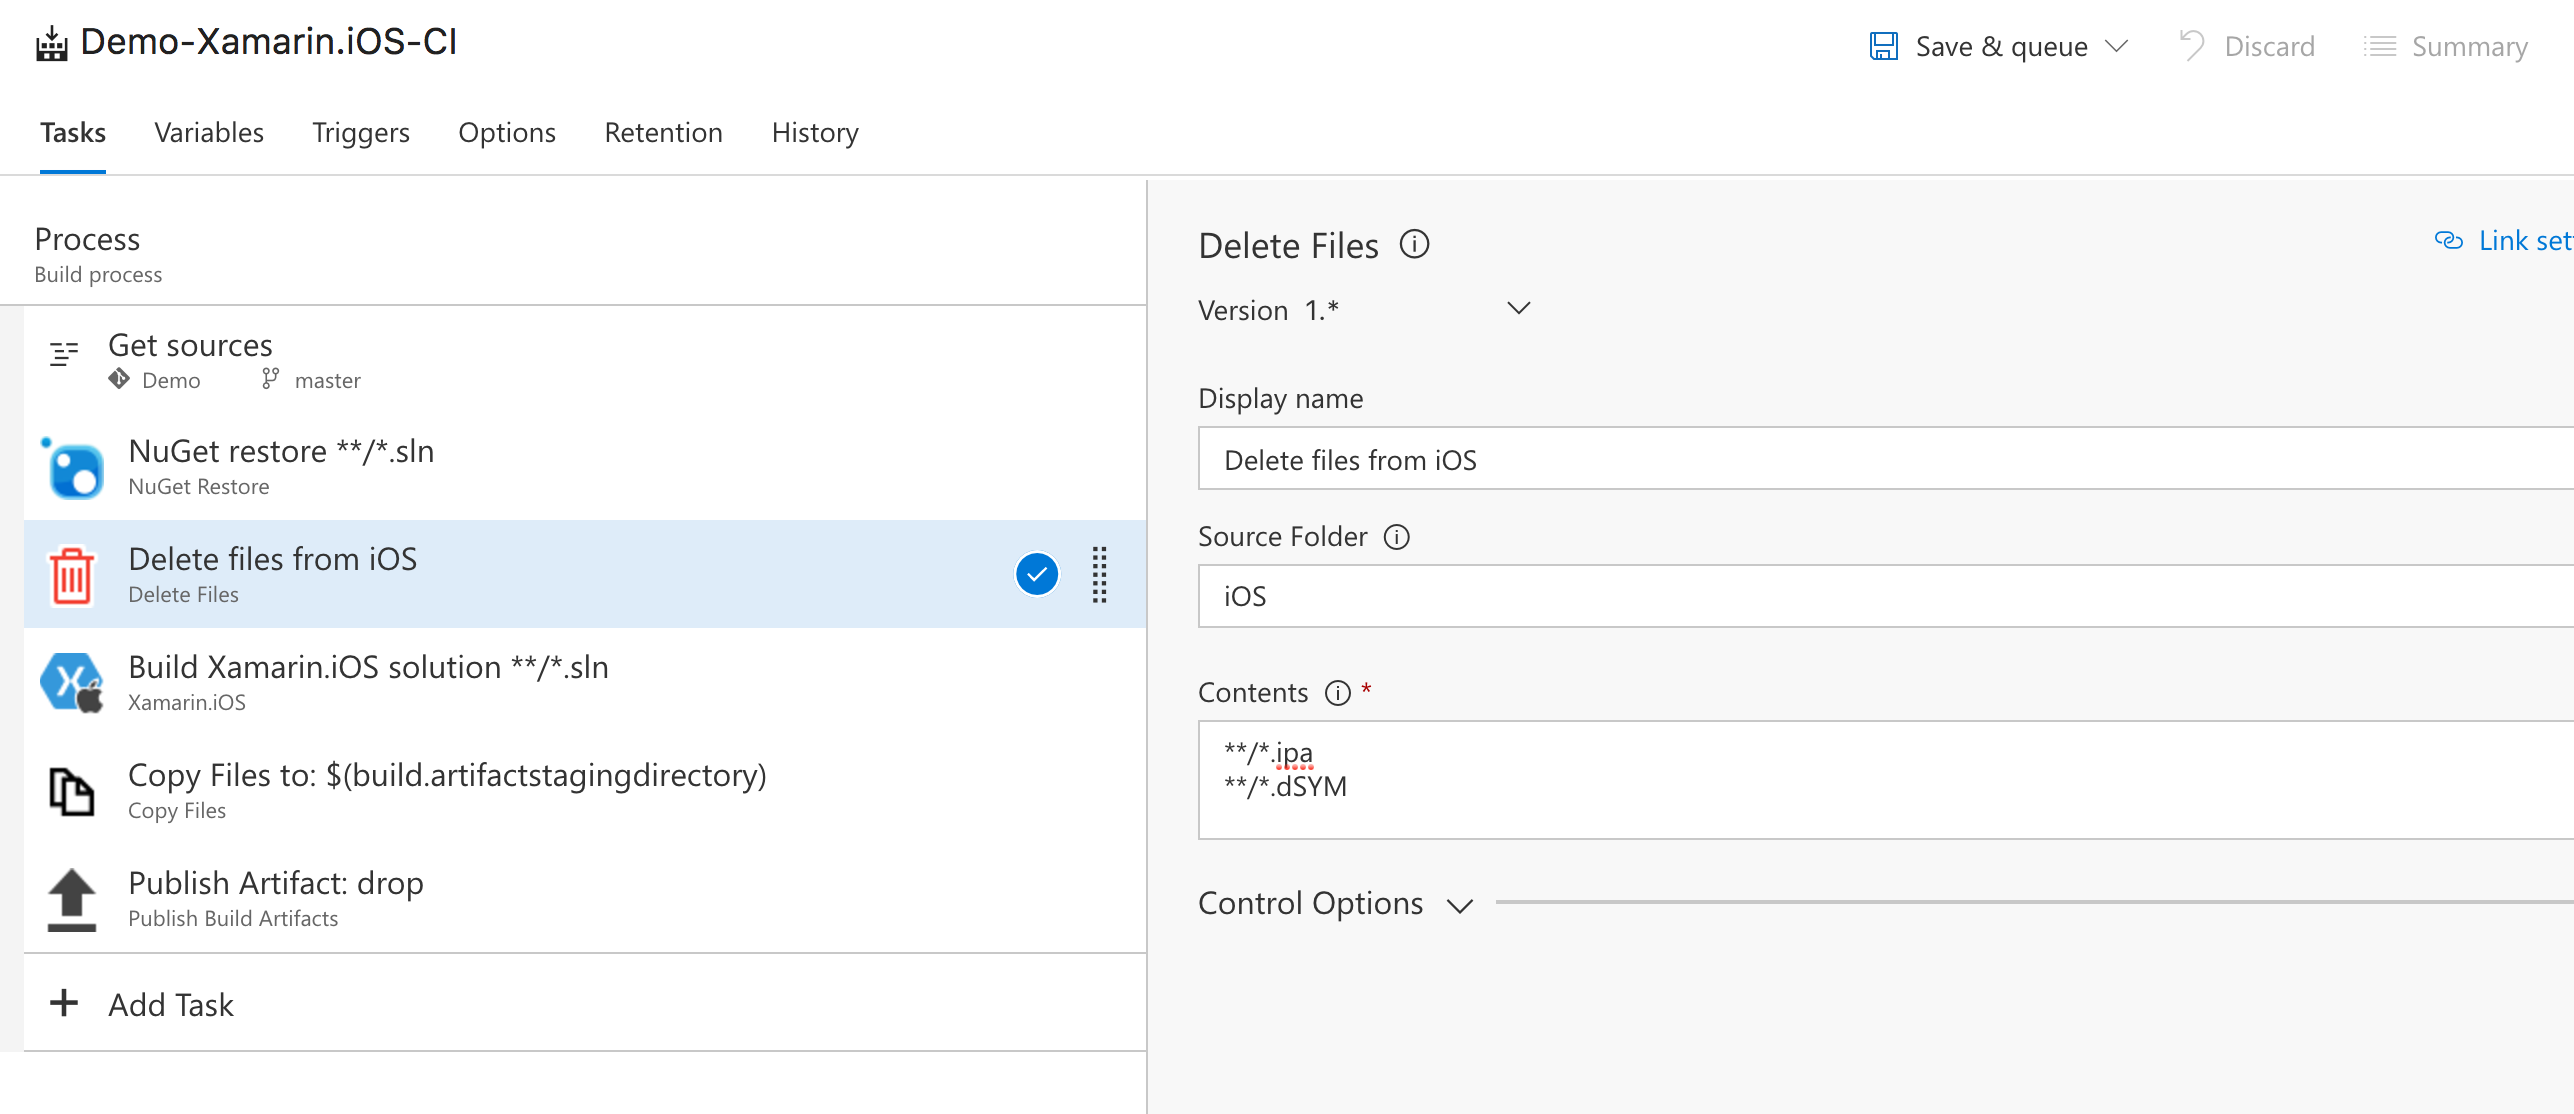 Demo-Xamarin.iOS-CI
Save & queue
Discard
Summary
Tasks
Variables
Triggers
Options
Retention
History
Process
Build process
Get sources
Demo
master
NuGet restore **/*.sln
NuGet Restore
Delete files from iOS
Delete Files
Build Xamarin.iOS solution **/*.sln
Xamarin.iOS
Copy Files to: $(build.artifactstagingdirectory)
Copy Files
Publish Artifact: drop
Publish Build Artifacts
Add Task
Delete Files
Link set
Version 1.*
Display name
Delete files from iOS
Source Folder
iOS
Contents *
**/*.ipa
**/*.dSYM
Control Options